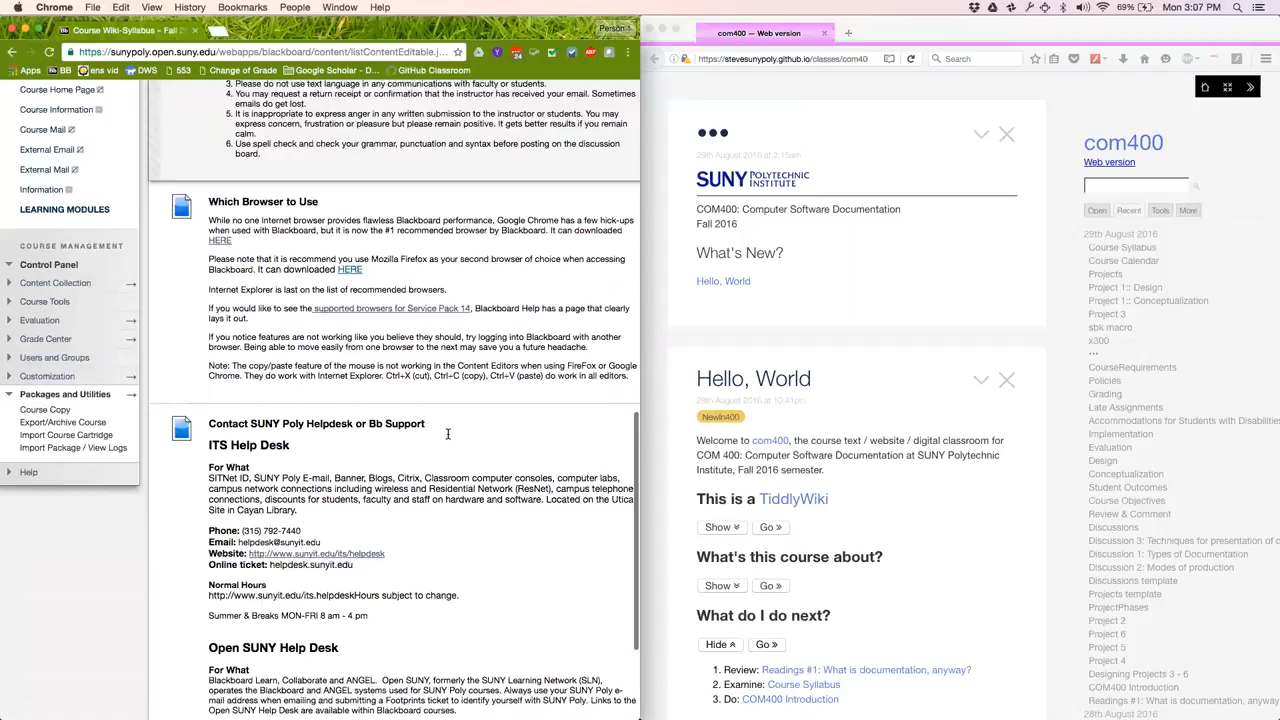 Chrome File Edit View History Bookmarks People Window Help
Mon 3:07 PM
Course Wiki-Syllabus – Fall 2
Person 1
https://sunypoly.open.suny.edu/webapps/blackboard/content/listContentEditable.j...
Apps BB ens vid DWS 553 Change of Grade Google Scholar - D... GitHub Classroom
Course Home Page
Course Information
Course Mail
External Email
External Mail
Information
LEARNING MODULES
COURSE MANAGEMENT
Control Panel
Content Collection
Course Tools
Evaluation
Grade Center
Users and Groups
Customization
Packages and Utilities
Course Copy
Export/Archive Course
Import Course Cartridge
Import Package / View Logs
Help
3. Please do not use text language in any communications with faculty or students.
4. You may request a return receipt or confirmation that the instructor has received your email. Sometimes
emails do get lost.
5. It is inappropriate to express anger in any written submission to the instructor or students. You may
express concern, frustration or pleasure but please remain positive. it gets better results if you remain
calm.
6. Use spell check and check your grammar, punctuation and syntax before posting on the discussion
board.
Which Browser to Use
While no one Internet browser provides flawless Blackboard performance, Google Chrome has a few hick-ups
when used with Blackboard, but it is now the #1 recommended browser by Blackboard. It can downloaded
HERE
Please note that it is recommend you use Mozilla Firefox as your second browser of choice when accessing
Blackboard. It can downloaded HERE
Internet Explorer is last on the list of recommended browsers.
If you would like to see the supported browsers for Service Pack 14, Blackboard Help has a page that clearly
lays it out.
If you notice features are not working like you believe they should, try logging into Blackboard with another
browser. Being able to move easily from one browser to the next may save you a future headache.
Note: The copy/paste feature of the mouse is not working in the Content Editors when using FireFox or Google
Chrome. They do work with Internet Explorer. Ctrl+X (cut), Ctrl+C (copy), Ctrl+V (paste) do work in all editors.
Contact SUNY Poly Helpdesk or Bb Support
ITS Help Desk
For What
SITNet ID, SUNY Poly E-mail, Banner, Blogs, Citrix, Classroom computer consoles, computer labs,
campus network connections including wireless and Residential Network (ResNet), campus telephone
connections, discounts for students, faculty and staff on hardware and software. Located on the Utica
Site in Cayan Library.
Phone: (315) 792-7440
Email: helpdesk@sunyit.edu
Website: http://www.sunyit.edu/its/helpdesk
Online ticket: helpdesk.sunyit.edu
Normal Hours
http://www.sunyit.edu/its.helpdeskHours subject to change.
Summer & Breaks MON-FRI 8 am - 4 pm
Open SUNY Help Desk
For What
Blackboard Learn, Collaborate and ANGEL. Open SUNY, formerly the SUNY Learning Network (SLN),
operates the Blackboard and ANGEL systems used for SUNY Poly courses. Always use your SUNY Poly e-
mail address when emailing and submitting a Footprints ticket to identify yourself with SUNY Poly. Links to the
Open SUNY Help Desk are available within Blackboard courses.
com400 — Web version
https://stevesunypoly.github.io/classes/com40
Search
29th August 2016 at 2:15am
SUNY POLYTECHNIC
INSTITUTE
COM400: Computer Software Documentation
Fall 2016
What's New?
Hello, World
Hello, World
28th August 2016 at 10:41pm
NewIn400
Welcome to com400, the course text / website / digital classroom for
COM 400: Computer Software Documentation at SUNY Polytechnic
Institute, Fall 2016 semester.
This is a TiddlyWiki
Show Go
What's this course about?
Show Go
What do I do next?
Hide Go
1. Review: Readings #1: What is documentation, anyway?
2. Examine: Course Syllabus
3. Do: COM400 Introduction
com400
Web version
Open Recent Tools More
29th August 2016
Course Syllabus
Course Calendar
Projects
Project 1:: Design
Project 1:: Conceptualization
Project 3
sbk macro
x300
...
CourseRequirements
Policies
Grading
Late Assignments
Accommodations for Students with Disabilities
Implementation
Evaluation
Design
Conceptualization
Student Outcomes
Course Objectives
Review & Comment
Discussions
Discussion 3: Techniques for presentation of d
Discussion 1: Types of Documentation
Discussion 2: Modes of production
Discussions template
Projects template
ProjectPhases
Project 2
Project 6
Project 5
Project 4
Designing Projects 3 - 6
COM400 Introduction
Readings #1: What is documentation, anyway
28th August 2016